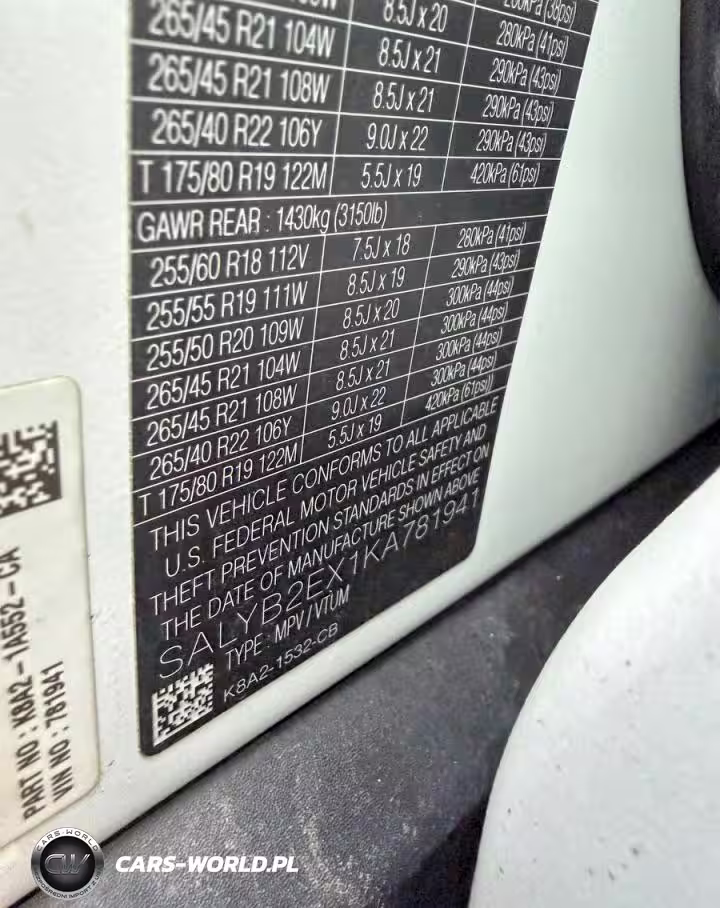 8.5J x 20
265/45 R21 104W 8.5J x 21 280kPa (41psi)
265/45 R21 108W 8.5J x 21 290kPa (43psi)
265/40 R22 106Y 9.0J x 22 290kPa (43psi)
T 175/80 R19 122M 5.5J x 19 290kPa (43psi)
420kPa (61psi)
GAWR REAR : 1430kg (3150lb)
255/60 R18 112V 7.5J x 18 280kPa (41psi)
255/55 R19 111W 8.5J x 19 290kPa (43psi)
255/50 R20 109W 8.5J x 20 300kPa (44psi)
265/45 R21 104W 8.5J x 21 300kPa (44psi)
265/45 R21 108W 8.5J x 21 300kPa (44psi)
265/40 R22 106Y 9.0J x 22 300kPa (44psi)
T 175/80 R19 122M 5.5J x 19 420kPa (61psi)
THIS VEHICLE CONFORMS TO ALL APPLICABLE
U.S. FEDERAL MOTOR VEHICLE SAFETY AND
THEFT PREVENTION STANDARDS IN EFFECT ON
THE DATE OF MANUFACTURE SHOWN ABOVE
SALYB2EX1KA781941
TYPE : MPV / VTUM
K8A2-1532-CB
PART NO : K8A2-1A552-CA
VIN NO : 781941
CARS-WORLD
CW
CARS-WORLD.PL